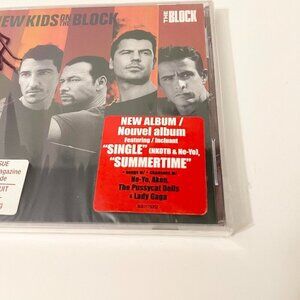 NEW KIDS ON THE BLOCK
THE BLOCK
NEW ALBUM /
Nouvel album
Featuring / Incluant
"SINGLE" (NKOTB & Ne-Yo),
"SUMMERTIME"
+ songs w/ + chansons w/
Ne-Yo, Akon,
The Pussycat Dolls
& Lady Gaga